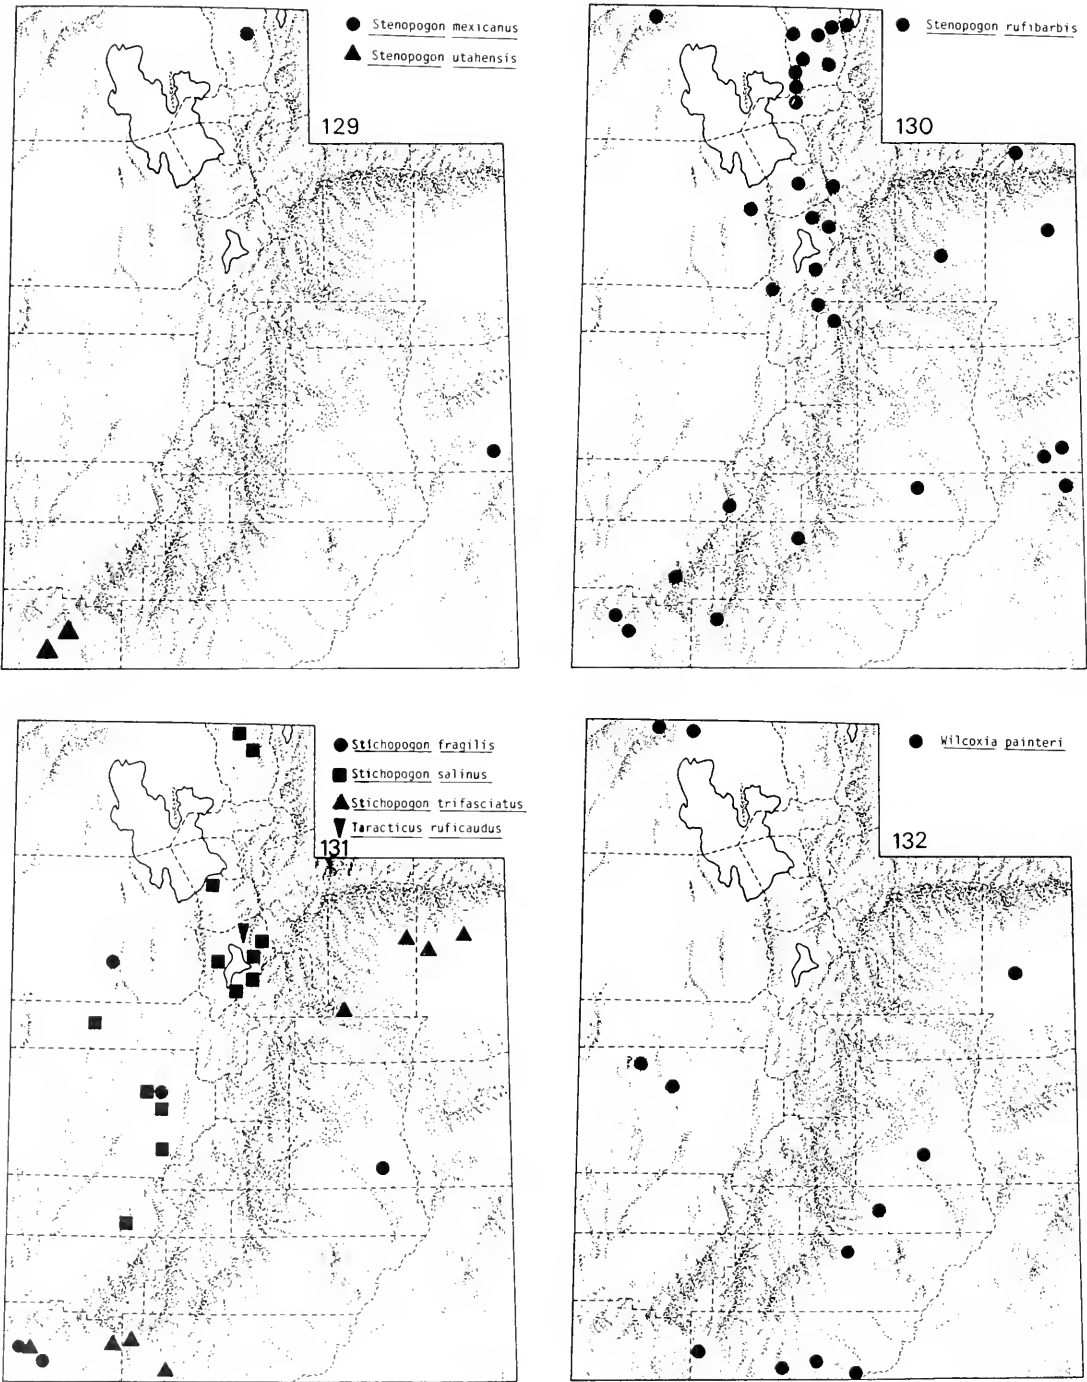 Stenopogon mexicanus
Stenopogon utahensis
129
Stenopogon rufibarbis
130
Stichopogon fragilis
Stichopogon salinus
Stichopogon trifasciatus
Taracticus ruficaudus
131
Wilcoxia painteri
132
?